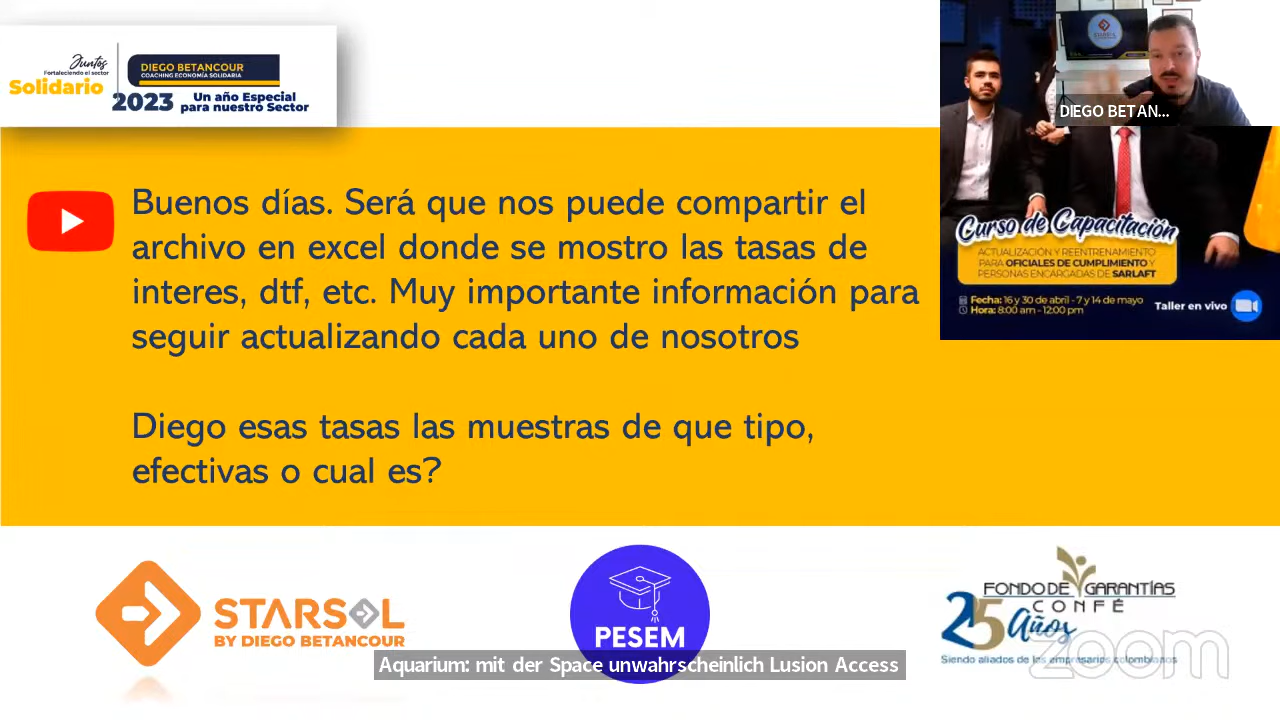 Juntos
Fortaleciendo el sector
Solidario
DIEGO BETANCOUR
COACHING ECONOMÍA SOLIDARIA
2023 Un año Especial
para nuestro Sector
STARSOL
DIEGO BETAN...
Buenos días. Será que nos puede compartir el
archivo en excel donde se mostro las tasas de
interes, dtf, etc. Muy importante información para
seguir actualizando cada uno de nosotros
Diego esas tasas las muestras de que tipo,
efectivas o cual es?
Curso de Capacitación
ACTUALIZACIÓN Y REENTRENAMIENTO
PARA OFICIALES DE CUMPLIMIENTO Y
PERSONAS ENCARGADAS DE SARLAFT
Fecha: 16 y 30 de abril - 7 y 14 de mayo
Hora: 8:00 am - 12:00 pm
Taller en vivo
STARSOL
BY DIEGO BETANCOUR
PESEM
FONDO DE GARANTÍAS
CONFÉ
25 Años
Siendo aliados de los empresarios colombianos
zoom
Aquarium: mit der Space unwahrscheinlich Lusion Access